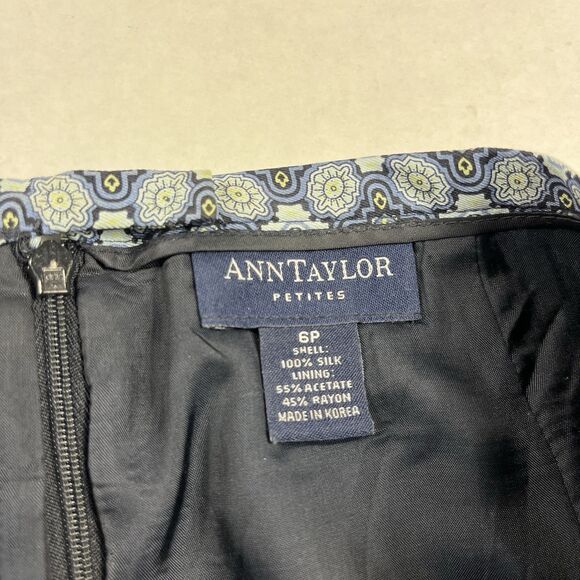 ANNTAYLOR
PETITES
6P
SHELL:
100% SILK
LINING:
55% ACETATE
45% RAYON
MADE IN KOREA